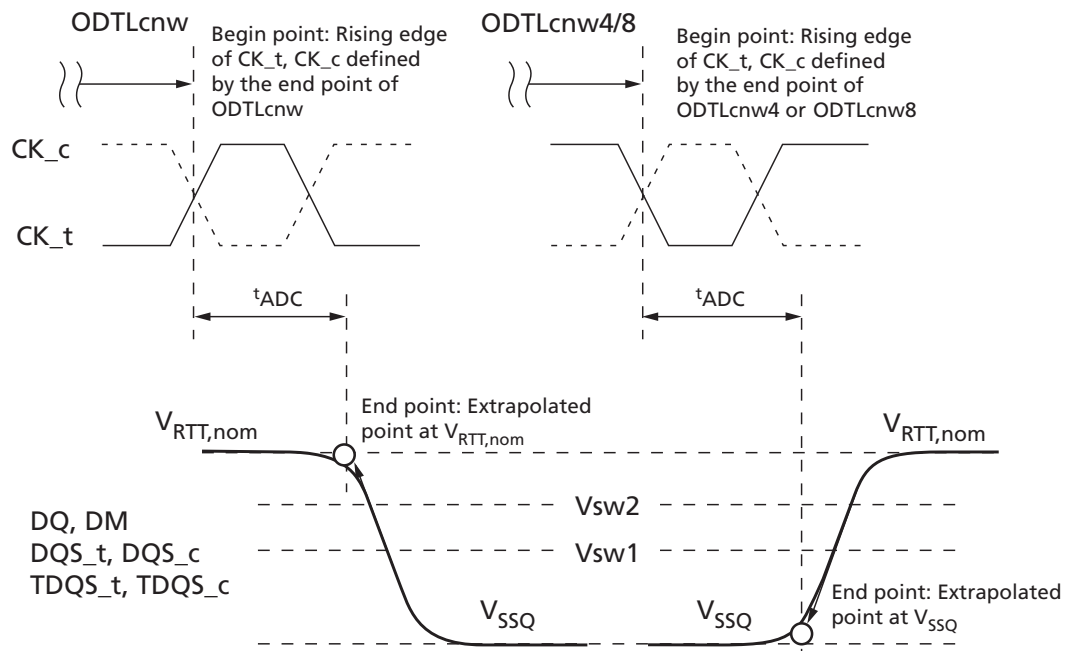 ODTLcnw
Begin point: Rising edge
of CK_t, CK_c defined
by the end point of
ODTLcnw
ODTLcnw4/8
Begin point: Rising edge
of CK_t, CK_c defined
by the end point of
ODTLcnw4 or ODTLcnw8
CK_c
CK_t
tADC
tADC
VRTT,nom
End point: Extrapolated
point at VRTT,nom
VRTT,nom
Vsw2
DQ, DM
DQS_t, DQS_c
TDQS_t, TDQS_c
Vsw1
VSSQ
VSSQ
End point: Extrapolated
point at VSSQ